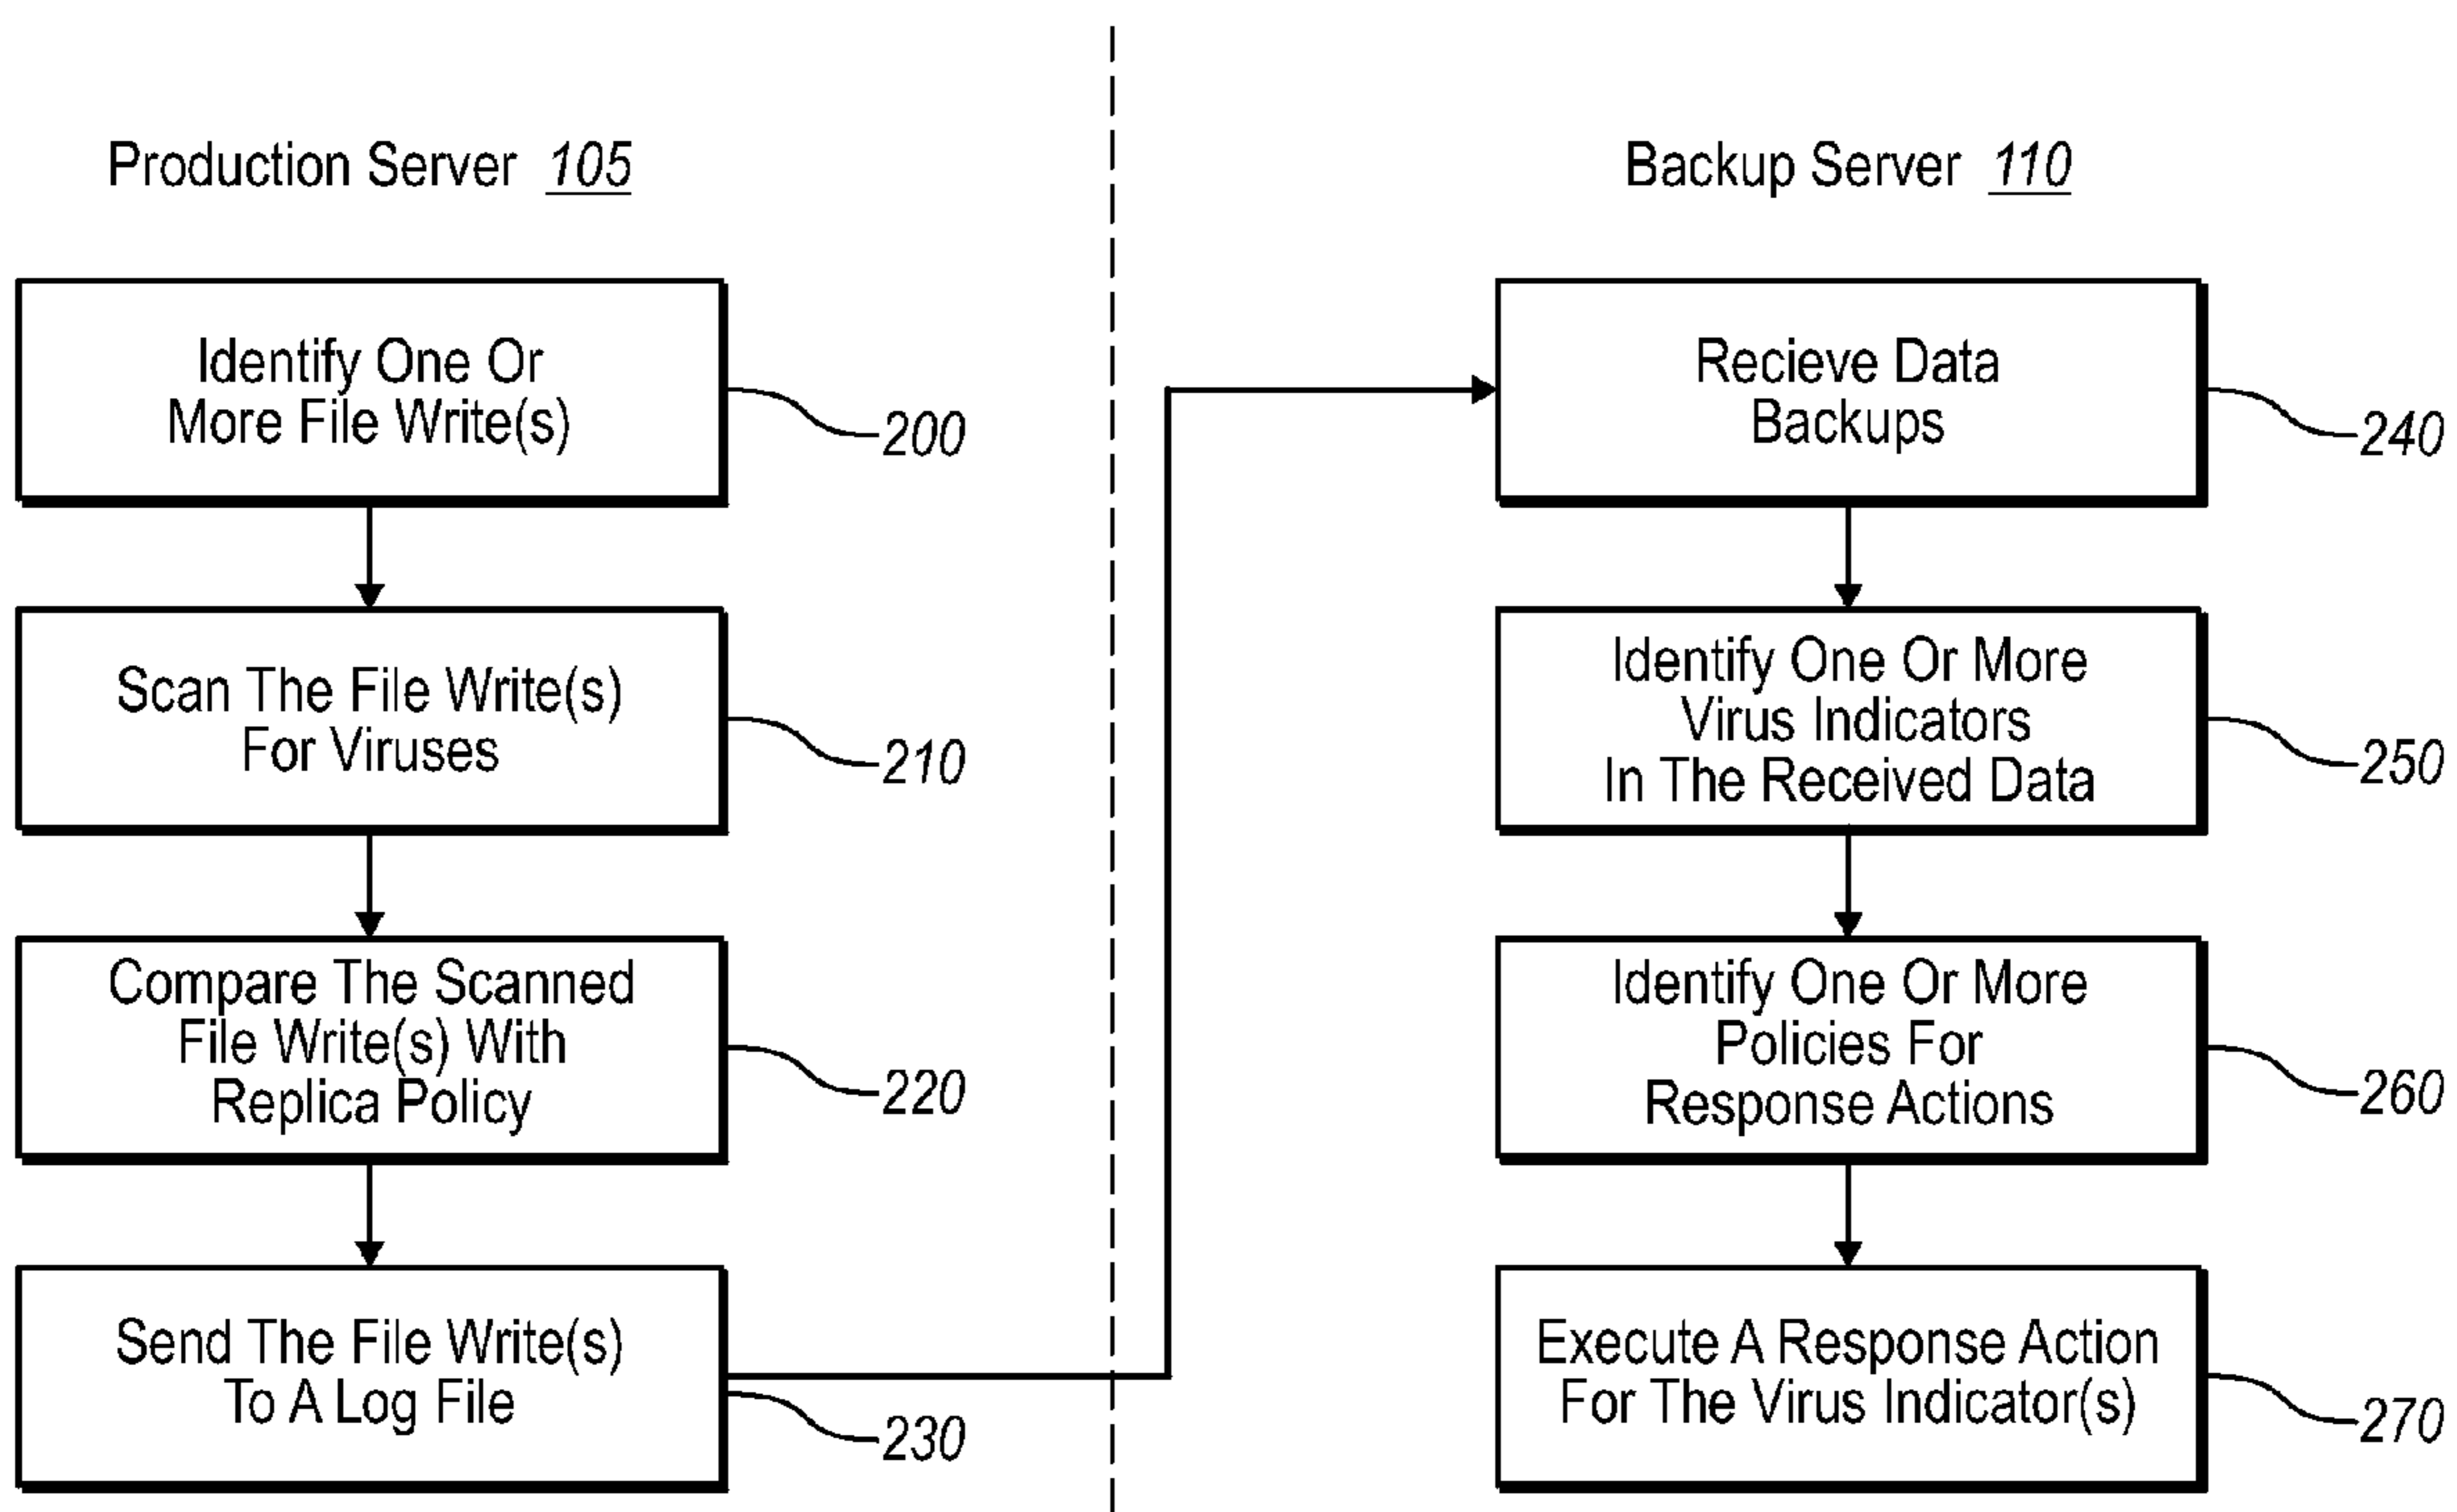 Production Server 105
Identify One Or
More File Write(s)
200
Scan The File Write(s)
For Viruses
210
Compare The Scanned
File Write(s) With
Replica Policy
220
Send The File Write(s)
To A Log File
230
Backup Server 110
Recieve Data
Backups
240
Identify One Or More
Virus Indicators
In The Received Data
250
Identify One Or More
Policies For
Response Actions
260
Execute A Response Action
For The Virus Indicator(s)
270